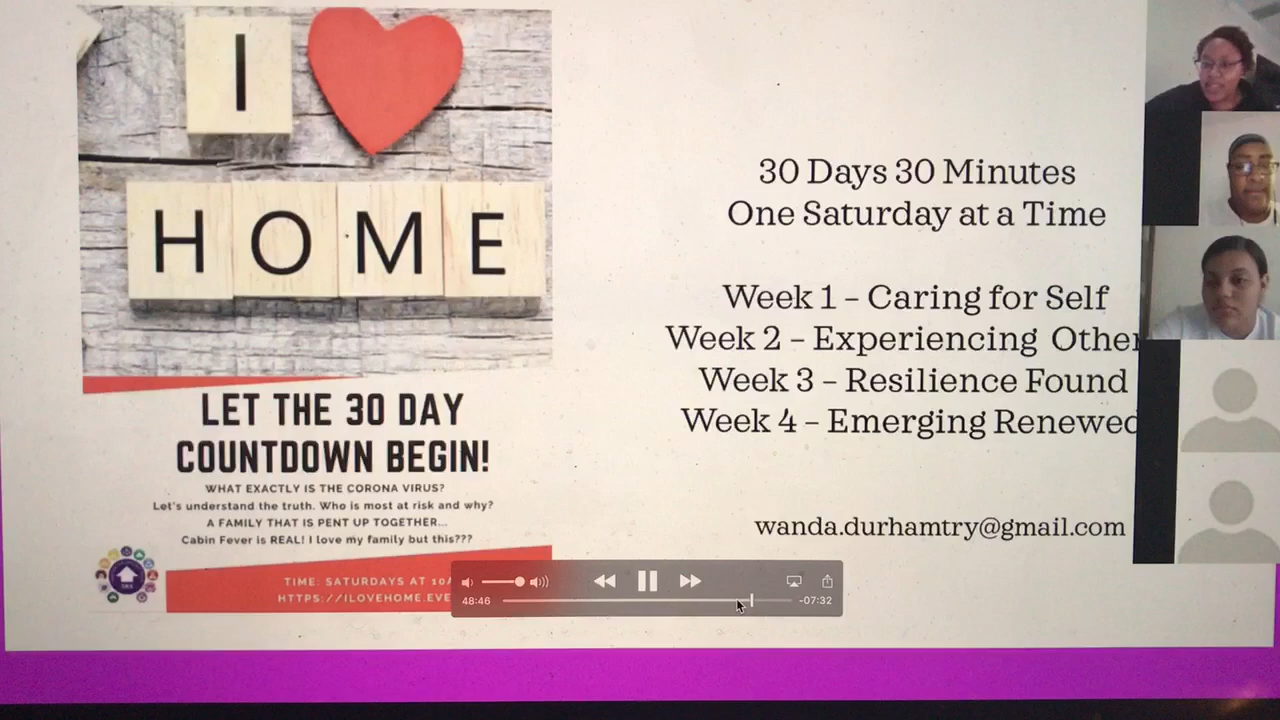 I
HOME
LET THE 30 DAY
COUNTDOWN BEGIN!
WHAT EXACTLY IS THE CORONA VIRUS?
Let's understand the truth. Who is most at risk and why?
A FAMILY THAT IS PENT UP TOGETHER...
Cabin Fever is REAL! I love my family but this???
TIME: SATURDAYS AT 10A
HTTPS://ILOVEHOME.EVE
30 Days 30 Minutes
One Saturday at a Time
Week 1 – Caring for Self
Week 2 – Experiencing Other
Week 3 – Resilience Found
Week 4 – Emerging Renewed
wanda.durhamtry@gmail.com
48:46
-07:32